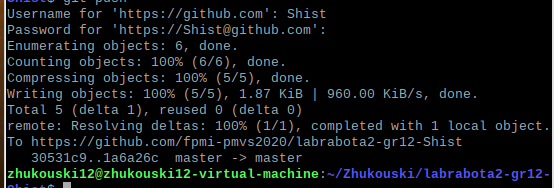 Shist$ git push
Username for 'https://github.com': Shist
Password for 'https://Shist@github.com':
Enumerating objects: 6, done.
Counting objects: 100% (6/6), done.
Compressing objects: 100% (5/5), done.
Writing objects: 100% (5/5), 1.87 KiB | 960.00 KiB/s, done.
Total 5 (delta 1), reused 0 (delta 0)
remote: Resolving deltas: 100% (1/1), completed with 1 local object.
To https://github.com/fpmi-pmvs2020/labrabota2-gr12-Shist
30531c9..1a6a26c master -> master
zhukouski12@zhukouski12-virtual-machine:~/Zhukouski/labrabota2-gr12-
Shist$